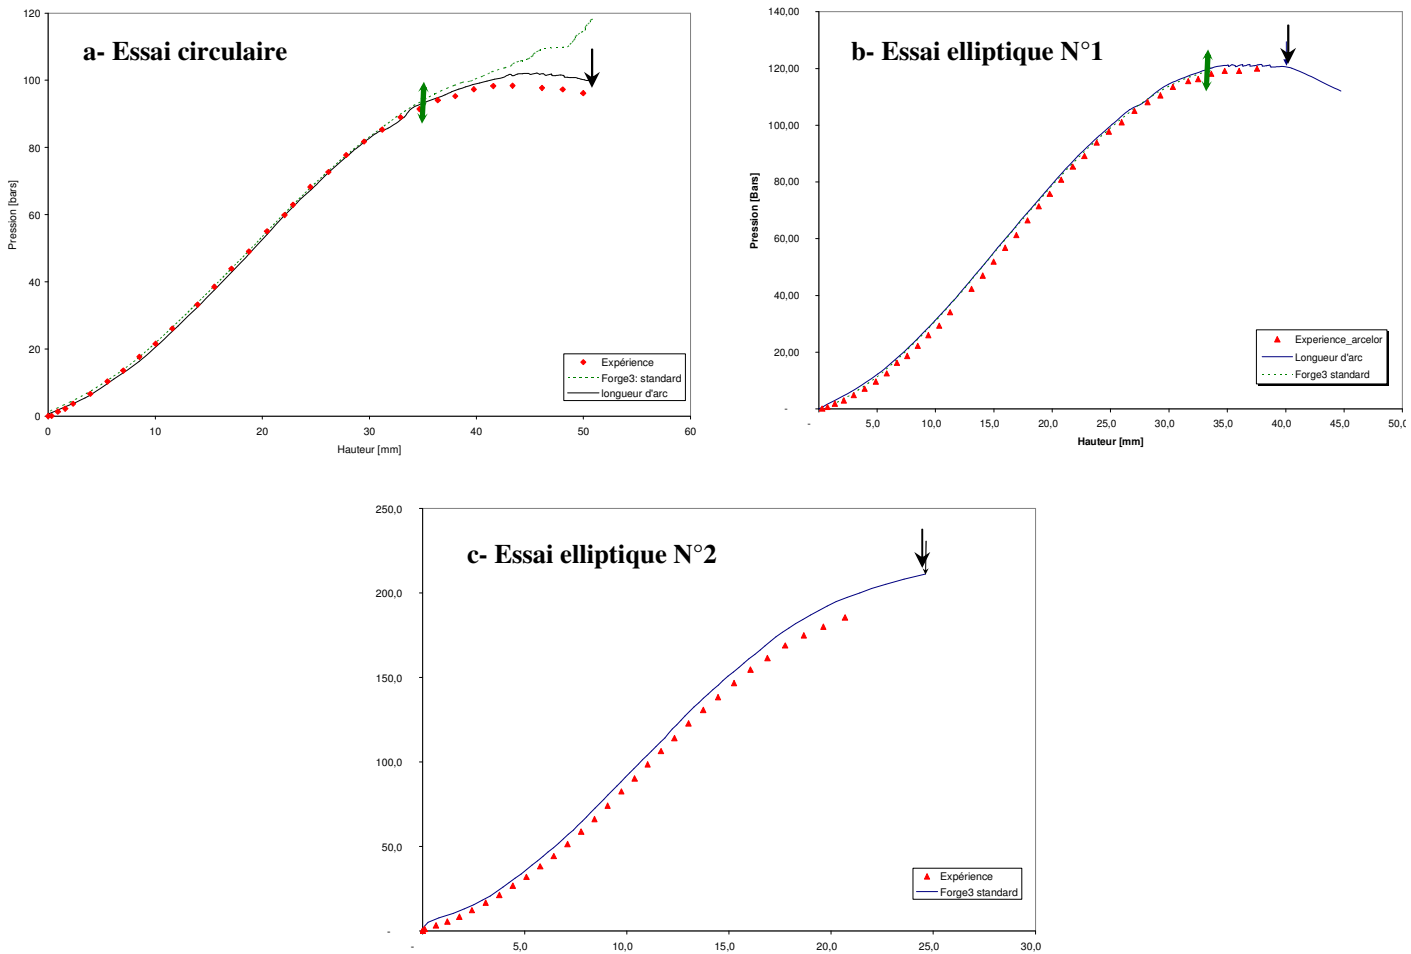 a- Essai circulaire
120
100
80
60
40
20
0
0 10 20 30 40 50 60
Pression [bars]
Hauteur [mm]
Expérience
Forge3: standard
longueur d'arc
b- Essai elliptique N°1
140,00
120,00
100,00
80,00
60,00
40,00
20,00
-
- 5,0 10,0 15,0 20,0 25,0 30,0 35,0 40,0 45,0 50,0
Pression [Bars]
Hauteur [mm]
Experience_arcelor
Longueur d'arc
Forge3 standard
c- Essai elliptique N°2
250,0
200,0
150,0
100,0
50,0
-
- 5,0 10,0 15,0 20,0 25,0 30,0
Expérience
Forge3 standard